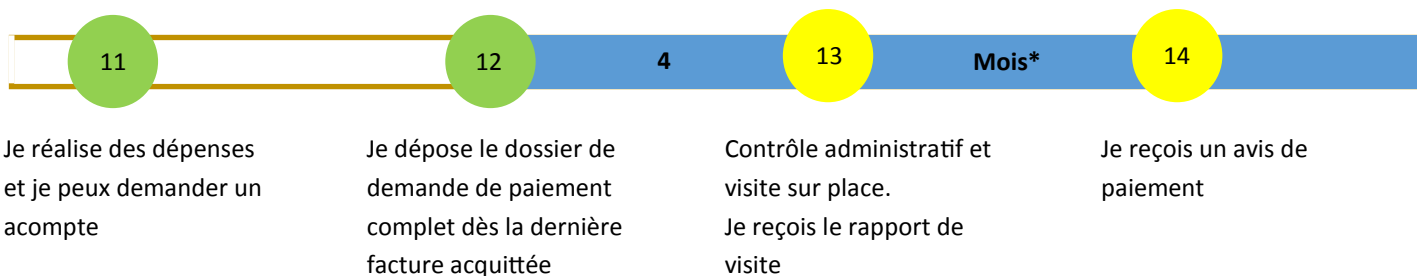 11
12
4
13
Mois*
14
Je réalise des dépenses
et je peux demander un
acompte
Je dépose le dossier de
demande de paiement
complet dès la dernière
facture acquittée
Contrôle administratif et
visite sur place.
Je reçois le rapport de
visite
Je reçois un avis de
paiement